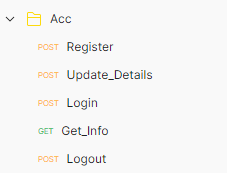 Acc
POST Register
POST Update_Details
POST Login
GET Get_Info
POST Logout